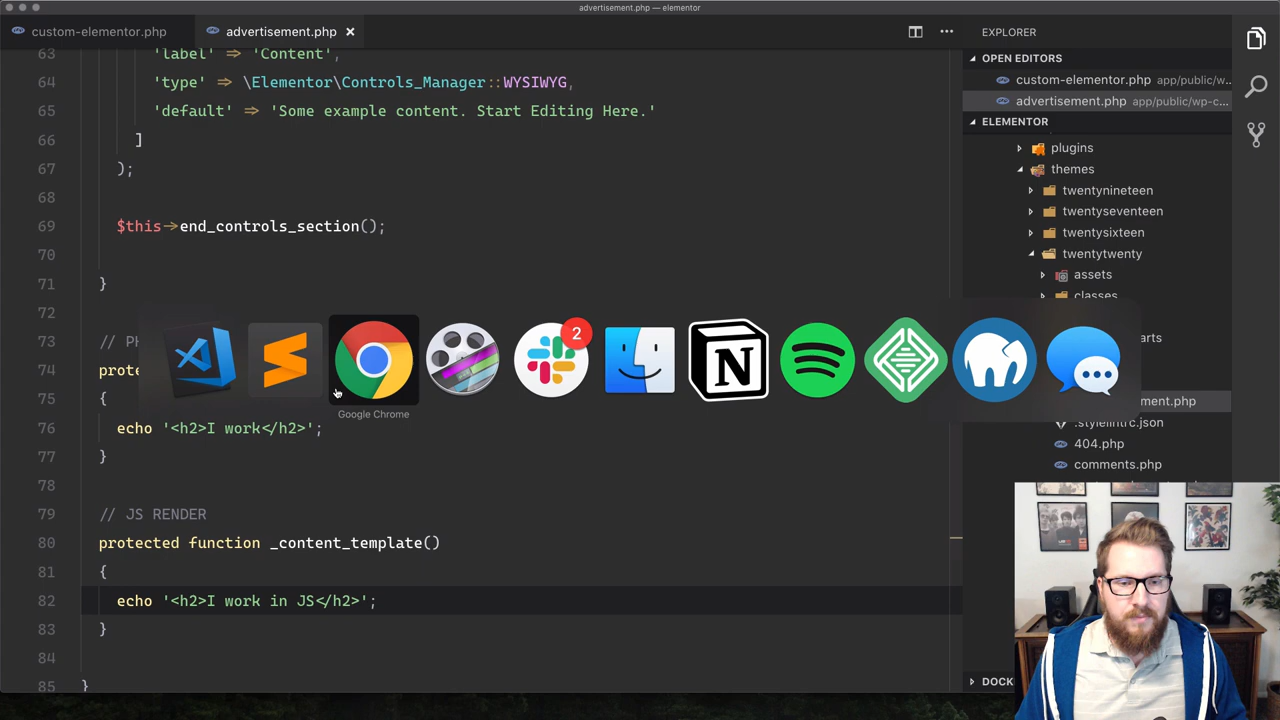 advertisement.php — elementor
custom-elementor.php
advertisement.php
EXPLORER
OPEN EDITORS
custom-elementor.php app/public/w...
advertisement.php app/public/wp-c...
ELEMENTOR
plugins
themes
twentynineteen
twentyseventeen
twentysixteen
twentytwenty
assets
classes
arts
ment.php
.stylelintrc.json
404.php
comments.php
DOCK
63 'label' => 'Content',
64 'type' => \Elementor\Controls_Manager::WYSIWYG,
65 'default' => 'Some example content. Start Editing Here.'
66 ]
67 );
68
69 $this->end_controls_section();
70
71 }
72
73 // PH
74 prote
75 {
76 echo '<h2>I work</h2>';
77 }
78
79 // JS RENDER
80 protected function _content_template()
81 {
82 echo '<h2>I work in JS</h2>';
83 }
84
85 }
2
N
Google Chrome